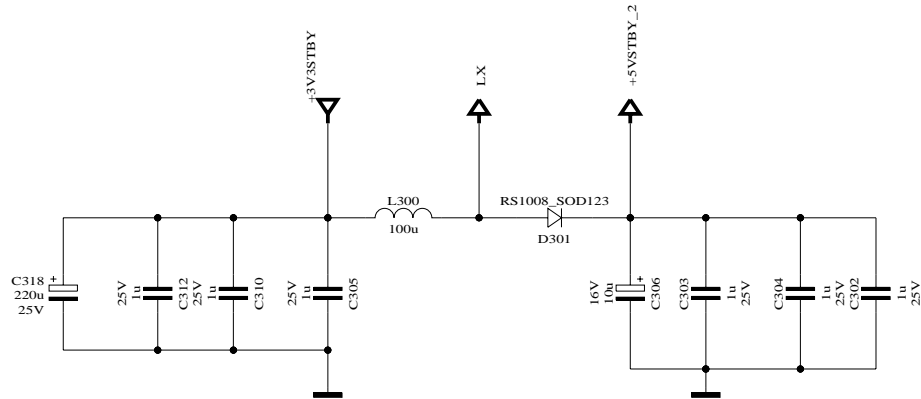 +3V3STBY
LX
+5VSTBY_2
L300
100u
RS1008_SOD123
D301
C318
220u
25V
+
25V
1u
C312
25V
1u
C310
25V
1u
C305
16V
10u
+
C306
C303
1u
25V
C304
1u
25V
C302
1u
25V